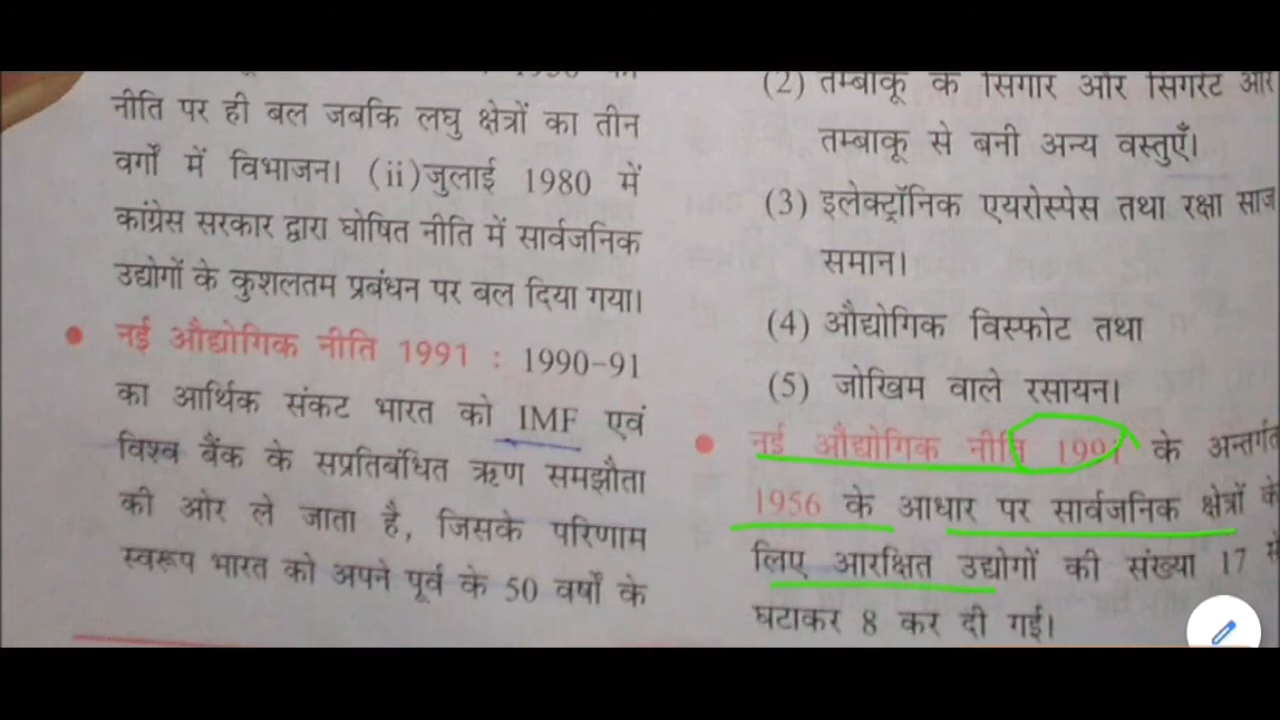 नीति पर ही बल जबकि लघु क्षेत्रों का तीन
वर्गों में विभाजन। (ii)जुलाई 1980 में
कांग्रेस सरकार द्वारा घोषित नीति में सार्वजनिक
उद्योगों के कुशलतम प्रबंधन पर बल दिया गया।
नई औद्योगिक नीति 1991 : 1990-91
का आर्थिक संकट भारत को IMF एवं
विश्व बैंक के सप्रतिबंधित ऋण समझौता
की ओर ले जाता है, जिसके परिणाम
स्वरूप भारत को अपने पूर्व के 50 वर्षों के
(2) तम्बाकू के सिगार और सिगरेट और
तम्बाकू से बनी अन्य वस्तुएँ।
(3) इलेक्ट्रॉनिक एयरोस्पेस तथा रक्षा साज
समान।
(4) औद्योगिक विस्फोट तथा
(5) जोखिम वाले रसायन।
नई औद्योगिक नीति 1991 के अन्तर्गत
1956 के आधार पर सार्वजनिक क्षेत्रों के
लिए आरक्षित उद्योगों की संख्या 17 से
घटाकर 8 कर दी गई।